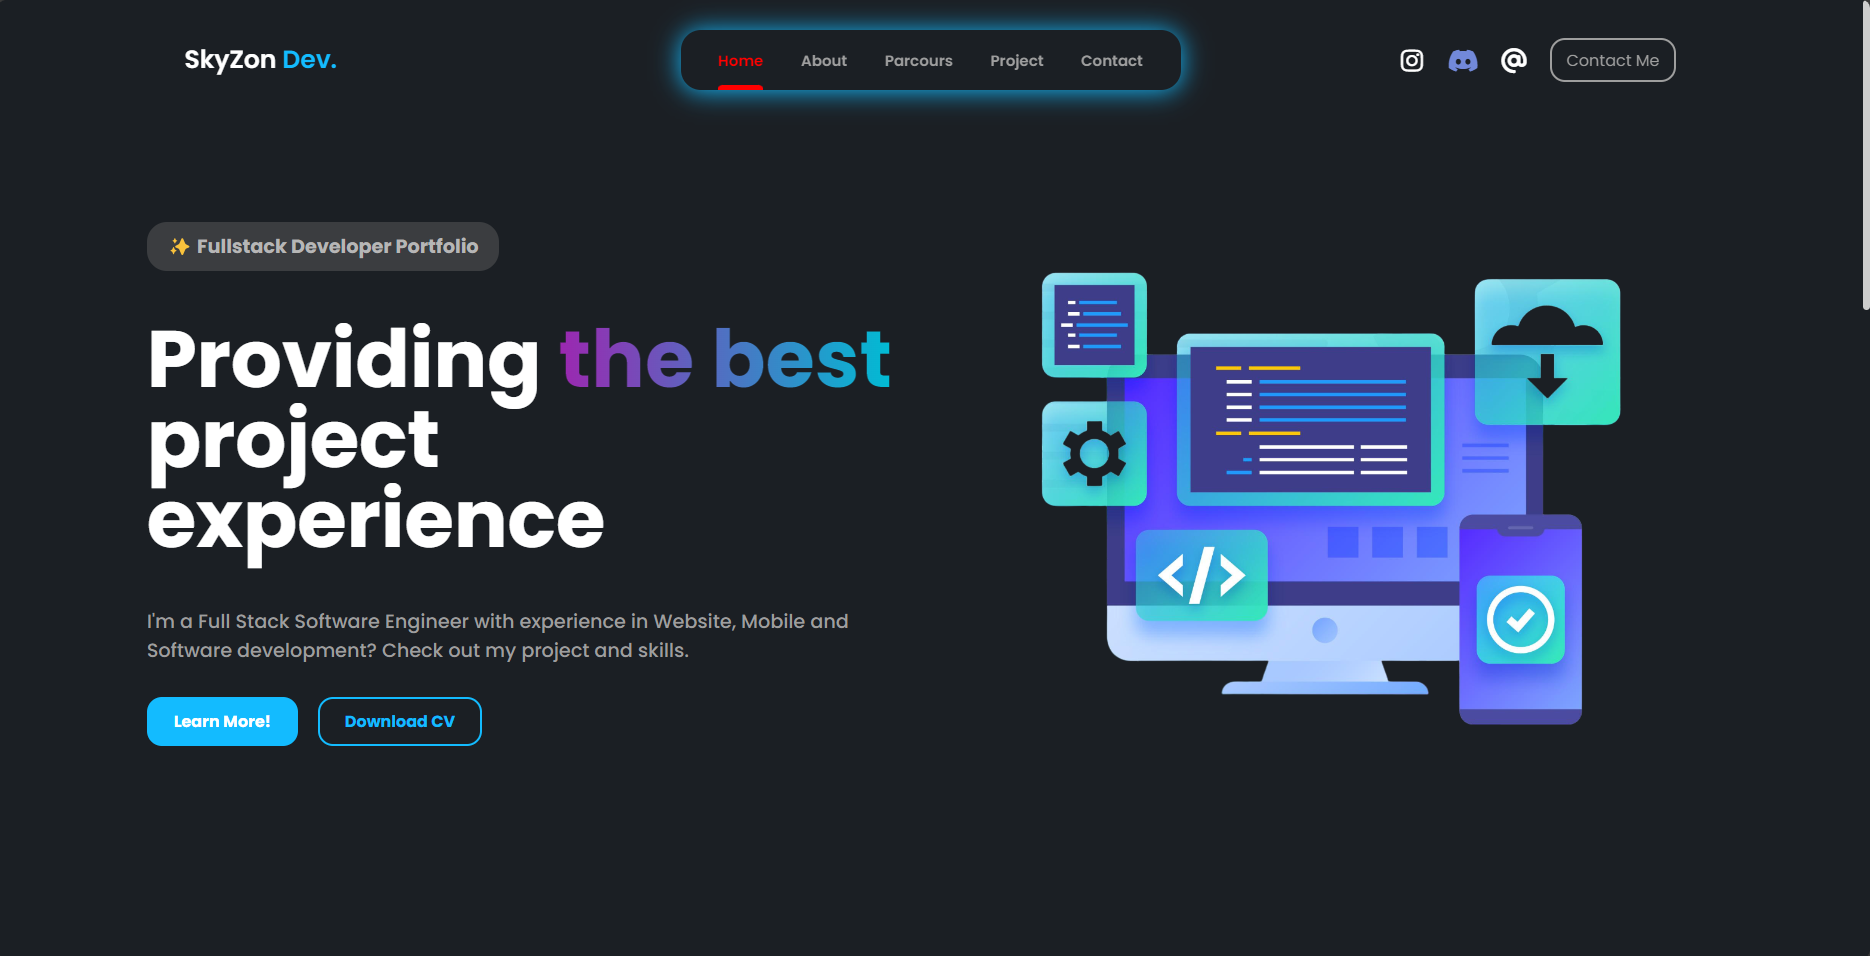 SkyZon Dev.
Home About Parcours Project Contact
Contact Me
✨ Fullstack Developer Portfolio
Providing the best
project
experience
I'm a Full Stack Software Engineer with experience in Website, Mobile and
Software development? Check out my project and skills.
Learn More! Download CV